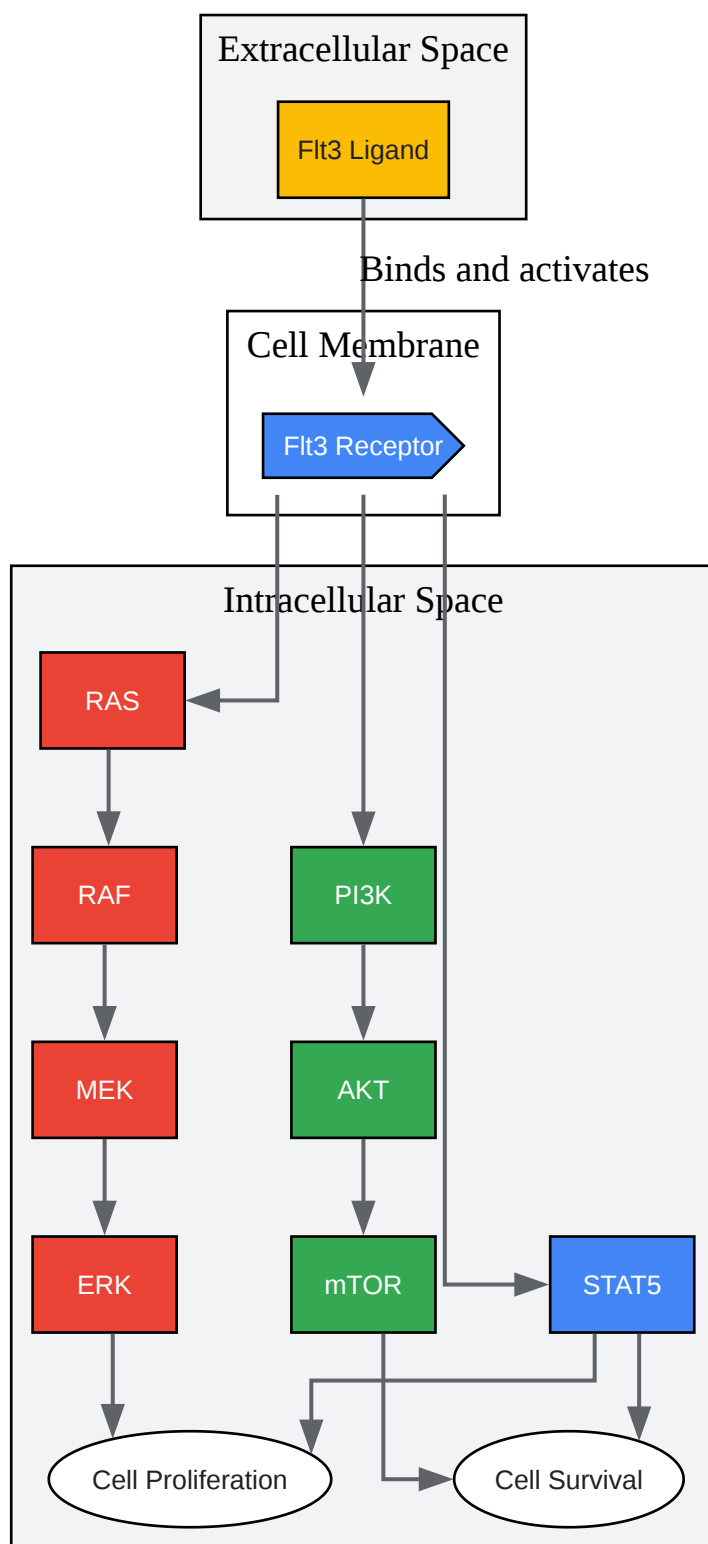 Extracellular Space
Flt3 Ligand
Binds and activates
Cell Membrane
Flt3 Receptor
Intracellular Space
RAS
RAF
PI3K
MEK
AKT
ERK
mTOR
STAT5
Cell Proliferation
Cell Survival